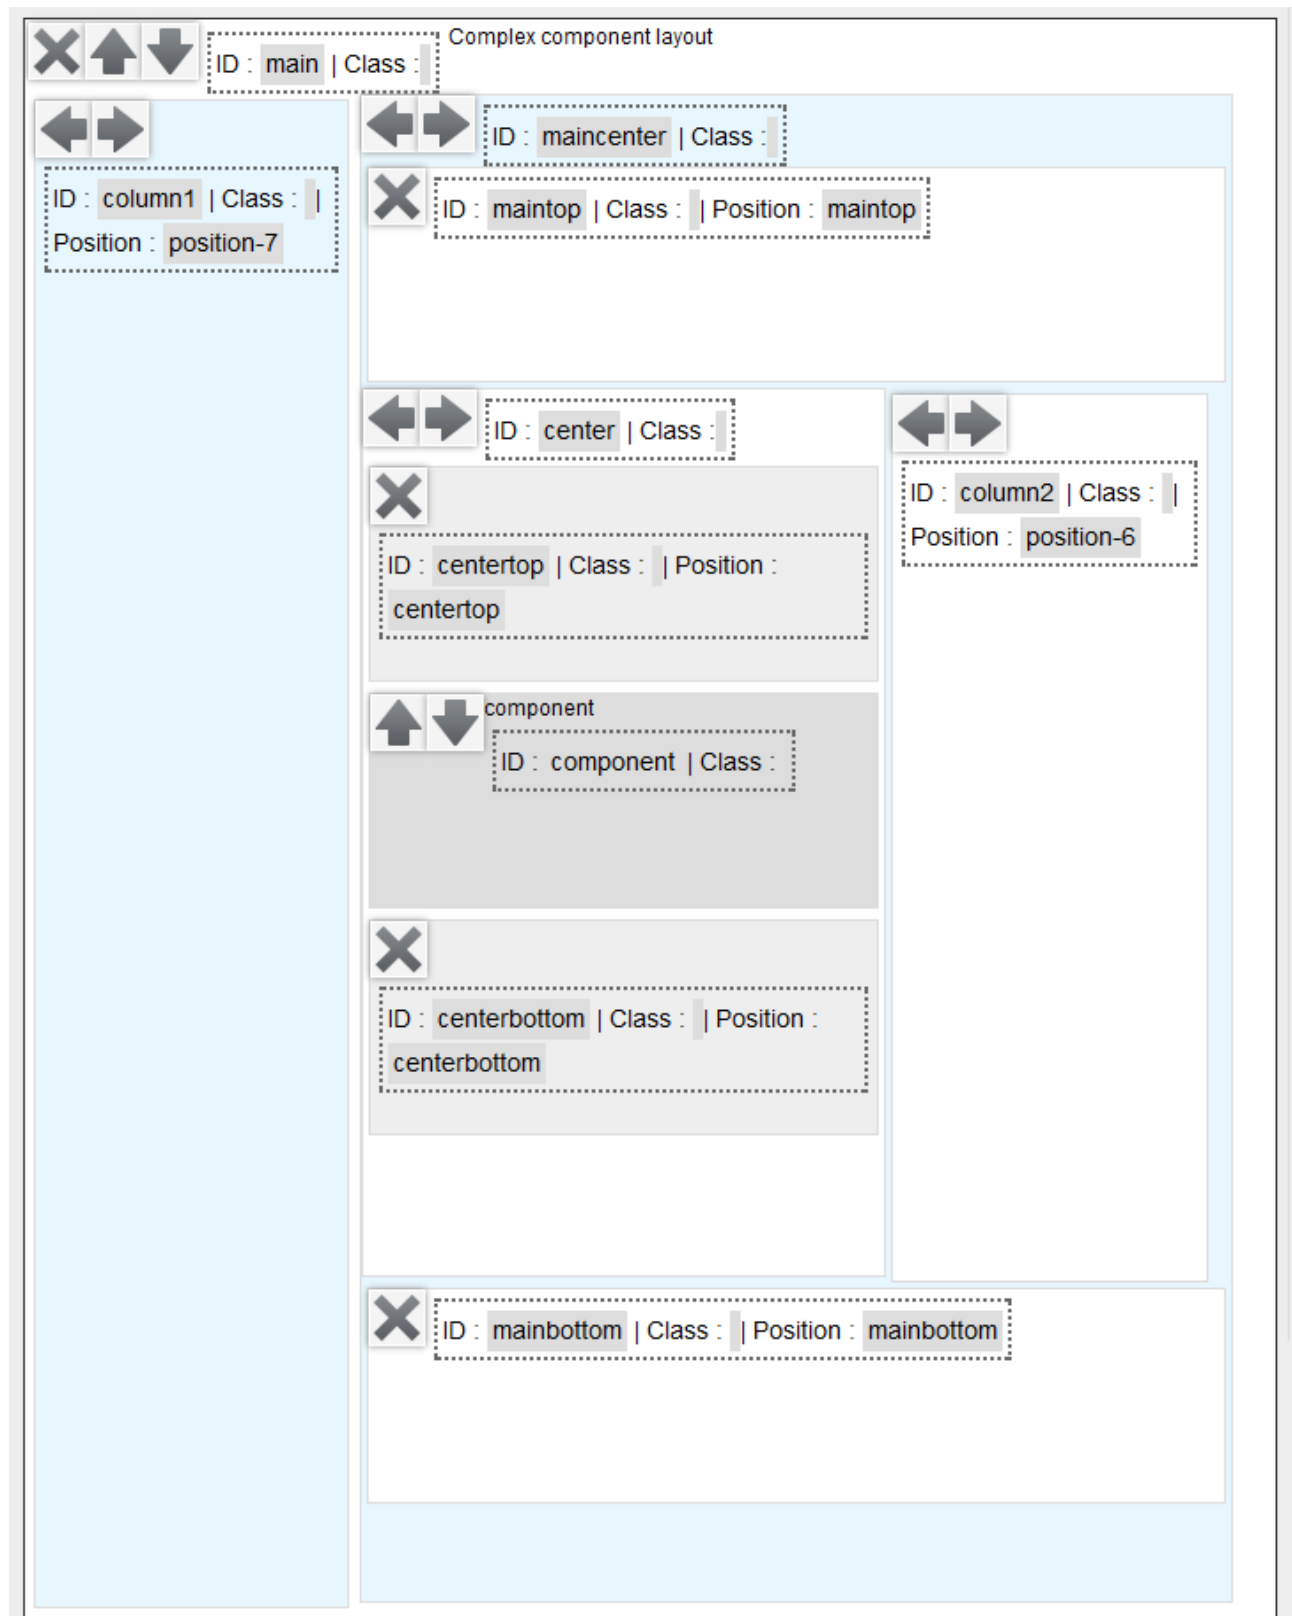 Complex component layout
ID : main | Class :
ID : column1 | Class : |
Position : position-7
ID : maincenter | Class :
ID : maintop | Class : | Position : maintop
ID : center | Class :
ID : centertop | Class : | Position :
centertop
component
ID : component | Class :
ID : centerbottom | Class : | Position :
centerbottom
ID : column2 | Class : |
Position : position-6
ID : mainbottom | Class : | Position : mainbottom